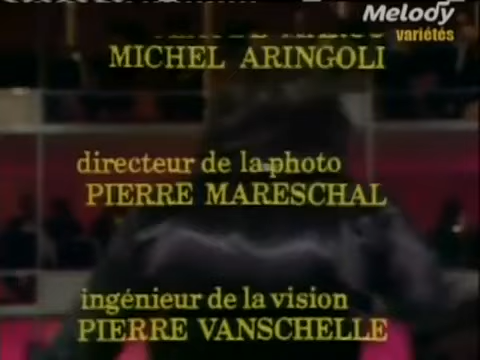 Melody
variétés
MICHEL ARINGOLI
directeur de la photo
PIERRE MARESCHAL
ingénieur de la vision
PIERRE VANSCHELLE